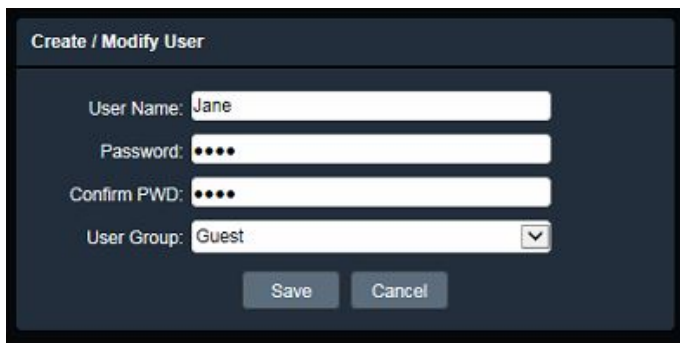 Create / Modify User
User Name: Jane
Password: ••••
Confirm PWD: ••••
User Group: Guest
Save Cancel